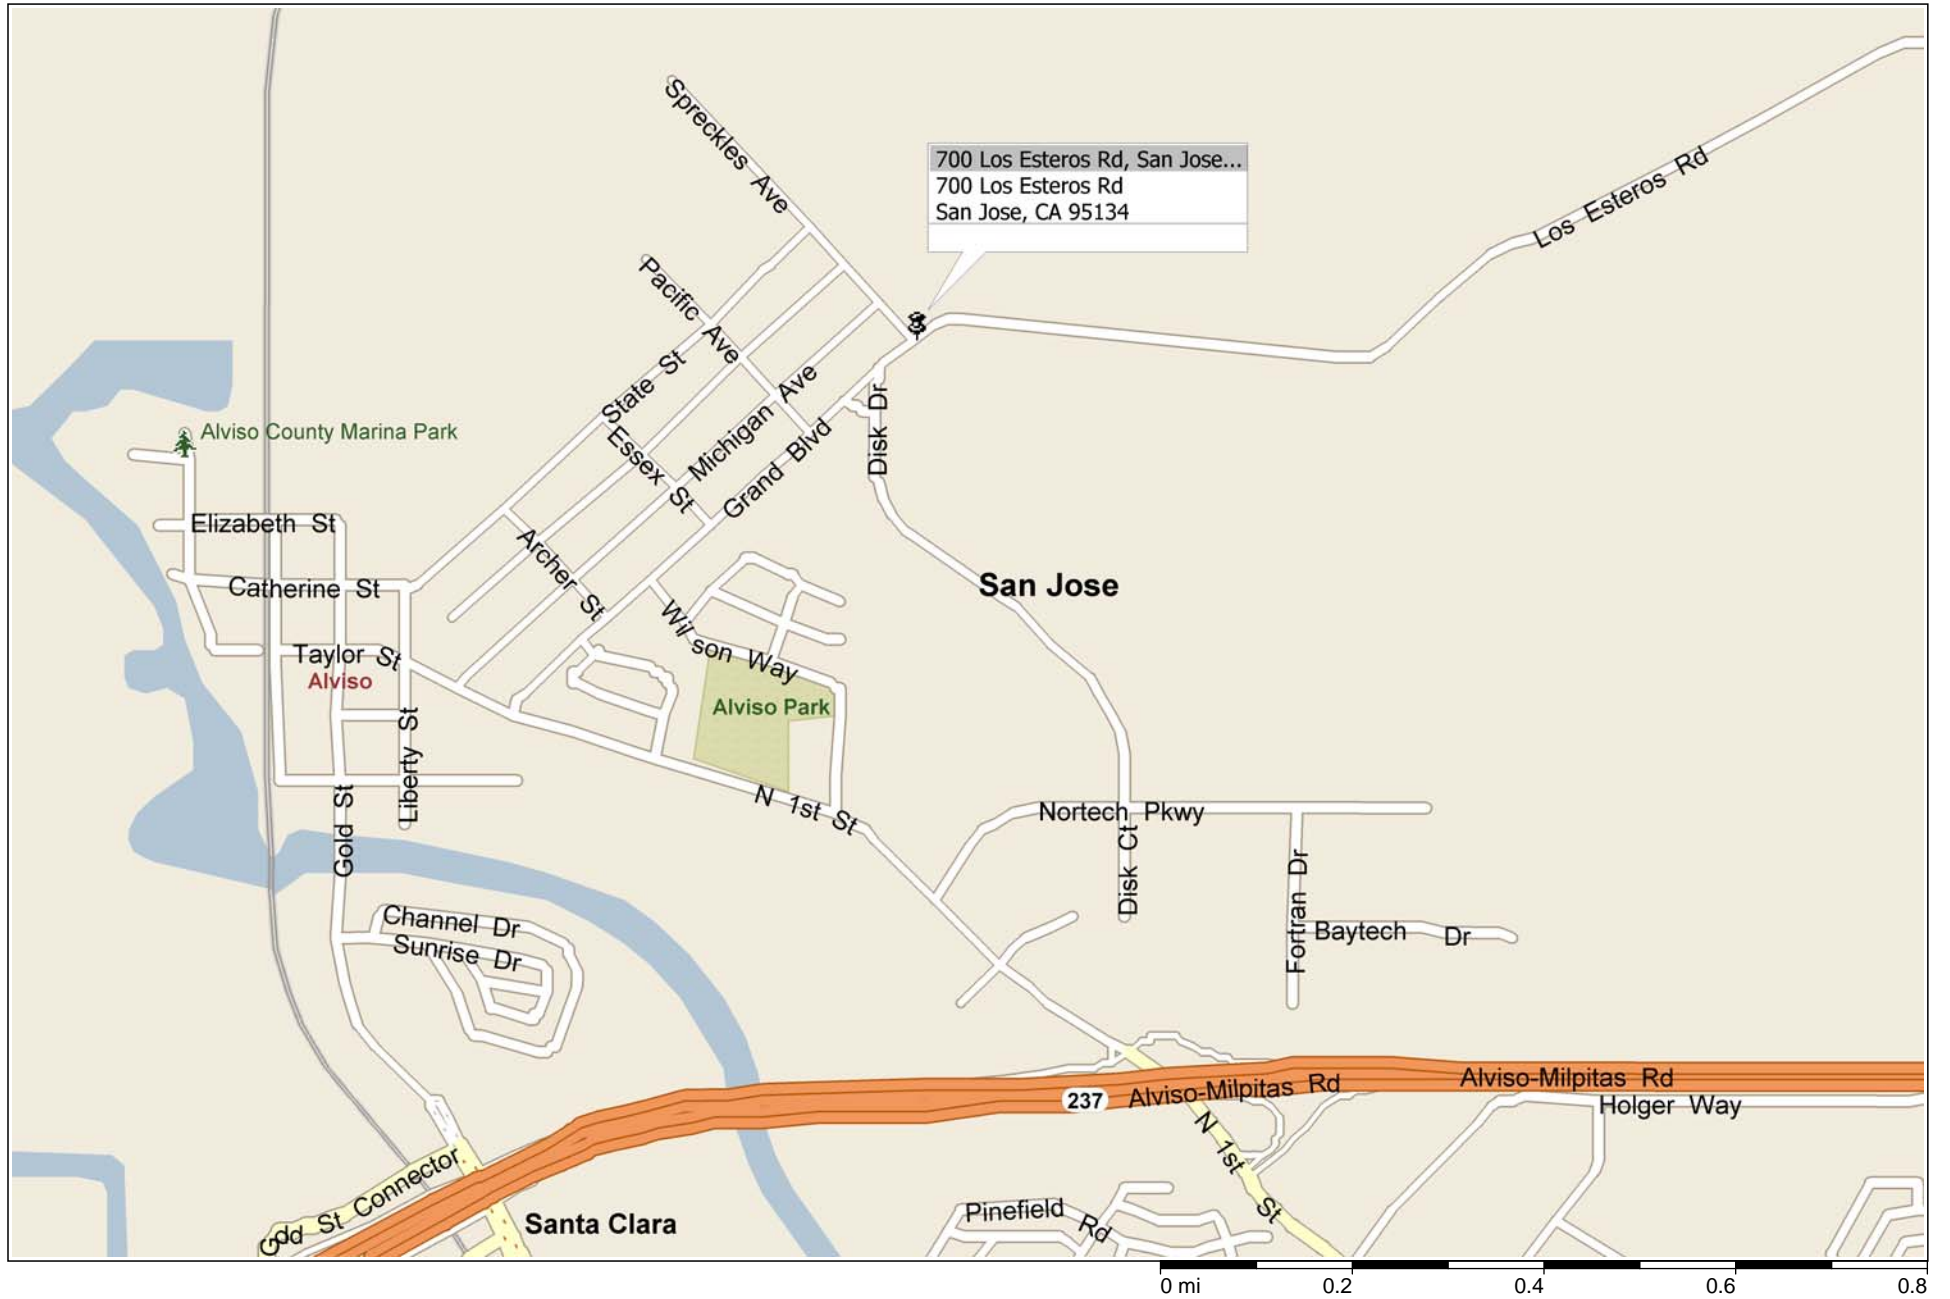 Spreckles Ave
700 Los Esteros Rd, San Jose...
700 Los Esteros Rd
San Jose, CA 95134
Los Esteros Rd
Pacific Ave
State St
Michigan Ave
Essex St
Grand Blvd
Disk Dr
Alviso County Marina Park
Elizabeth St
Catherine St
Archer St
San Jose
Wilson Way
Taylor St
Alviso
Alviso Park
Liberty St
Gold St
N 1st St
Nortech Pkwy
Disk Ct
Fortran Dr
Baytech Dr
Channel Dr
Sunrise Dr
237
Alviso-Milpitas Rd
Alviso-Milpitas Rd
Holger Way
N 1st St
Gold St Connector
Santa Clara
Pinefield Rd
0 mi 0.2 0.4 0.6 0.8